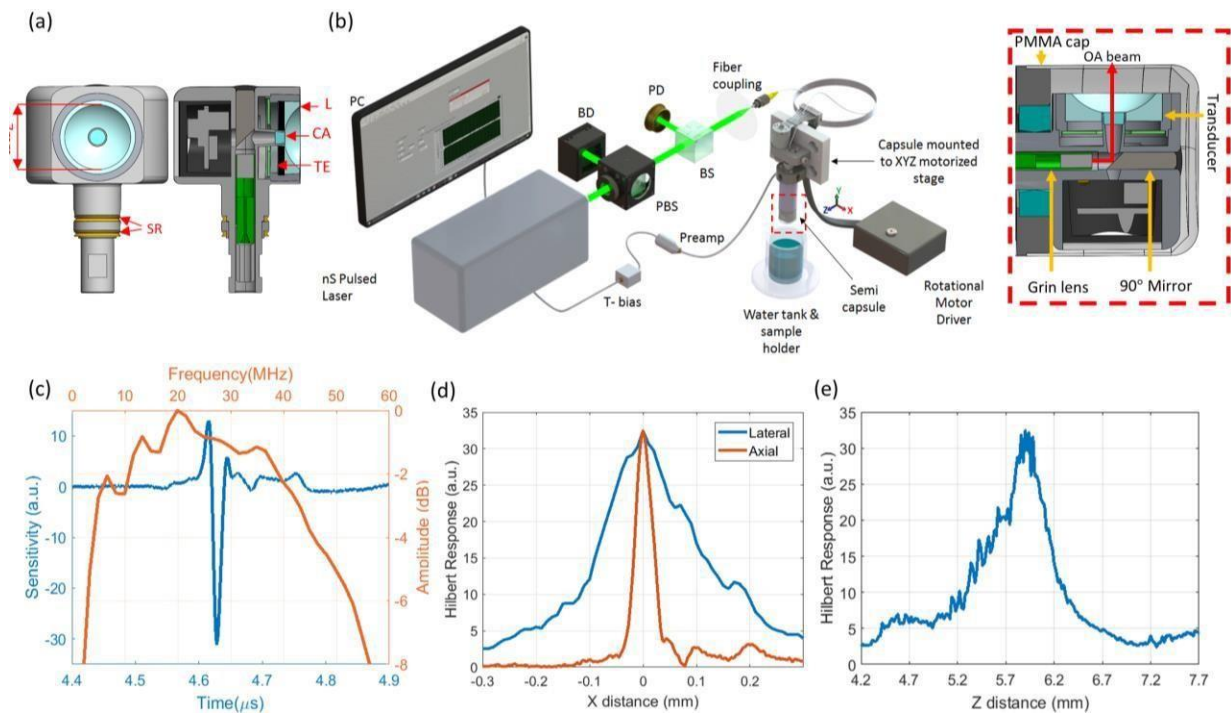 (a)
L
CA
TE
SR
(b)
PC
BD
PD
Fiber
coupling
BS
PBS
Capsule mounted
to XYZ motorized
stage
Y
Z
X
Preamp
nS Pulsed
Laser
T- bias
Semi
capsule
Water tank &
sample
holder
Rotational
Motor
Driver
PMMA cap
OA beam
Transducer
Grin lens
90° Mirror
(c)
Frequency(MHz)
0 10 20 30 40 50 60
Sensitivity (a.u.)
10
0
-10
-20
-30
0
-2
-4
-6
-8
Amplitude (dB)
4.4 4.5 4.6 4.7 4.8 4.9
Time(μs)
(d)
Hilbert Response (a.u.)
35
30
25
20
15
10
5
0
Lateral
Axial
-0.3 -0.2 -0.1 0 0.1 0.2
X distance (mm)
(e)
Hilbert Response (a.u.)
35
30
25
20
15
10
5
0
4.2 4.7 5.2 5.7 6.2 6.7 7.2 7.7
Z distance (mm)